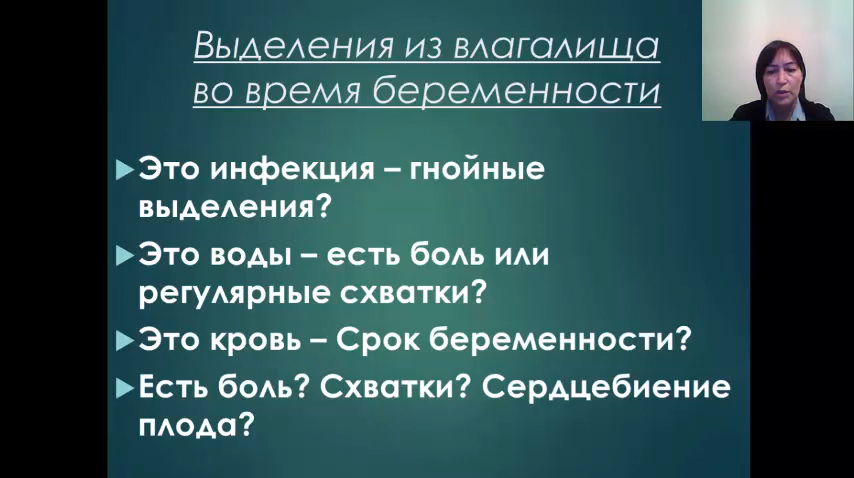 Выделения из влагалища
во время беременности
Это инфекция – гнойные
выделения?
Это воды – есть боль или
регулярные схватки?
Это кровь – Срок беременности?
Есть боль? Схватки? Сердцебиение
плода?